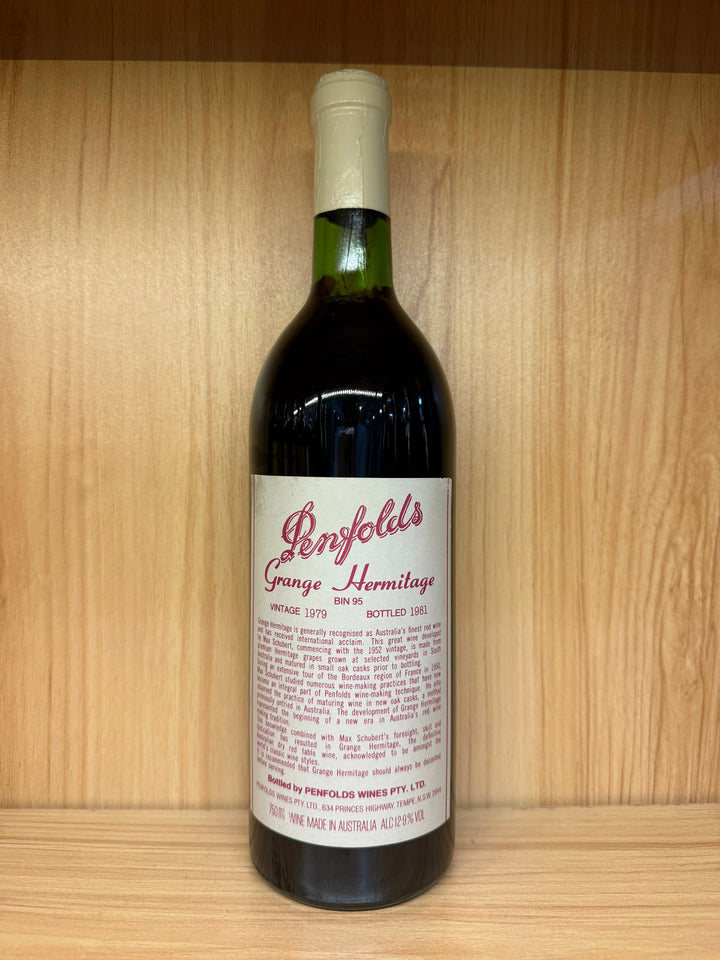 Penfolds
Grange Hermitage
BIN 95
VINTAGE 1979 BOTTLED 1981
Grange Hermitage is generally recognised as Australia's finest red wine
and has received international acclaim. This great wine developed
by Max Schubert, commencing with the 1952 vintage, is made from
premium Hermitage grapes grown at selected vineyards in South
Australia and matured in small oak casks prior to bottling.
During an extensive tour of the Bordeaux region of France in 1950,
Max Schubert studied numerous wine-making practices that have now
become an integral part of Penfolds wine-making technique. He also
observed the practice of maturing wine in new oak casks, a method
previously untried in Australia. The development of Grange Hermitage
represented the beginning of a new era in Australia's red wine
making tradition.
This knowledge combined with Max Schubert's foresight, skill and
dedication has resulted in Grange Hermitage, the definitive
Australian dry red table wine, acknowledged to be amongst the
world's classic wine styles.
It is recommended that Grange Hermitage should always be decanted
before serving.
Bottled by PENFOLDS WINES PTY. LTD.
PENFOLDS WINES PTY. LTD., 634 PRINCES HIGHWAY, TEMPE, N.S.W. 2044
750ml WINE MADE IN AUSTRALIA ALC 12·9% VOL